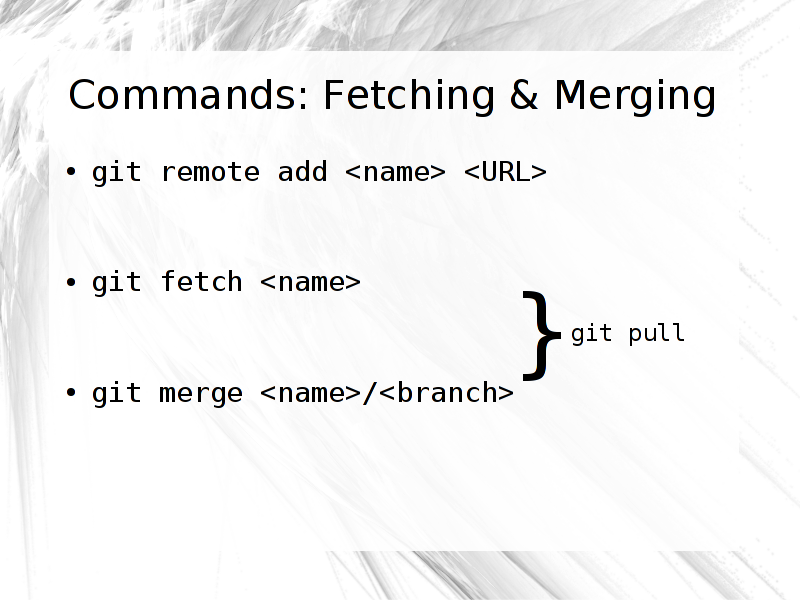 Commands: Fetching & Merging
• git remote add <name> <URL>
• git fetch <name>
} git pull
• git merge <name>/<branch>